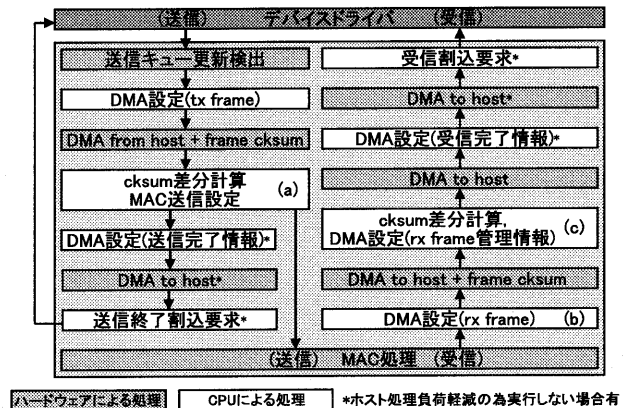 (送信) デバイスドライバ (受信)
送信キュー更新検出
DMA設定(tx frame)
DMA from host + frame cksum
cksum差分計算
MAC送信設定
(a)
DMA設定(送信完了情報)*
DMA to host*
送信終了割込要求*
受信割込要求*
DMA to host*
DMA設定(受信完了情報)*
DMA to host
cksum差分計算,
DMA設定(rx frame管理情報)
(c)
DMA to host + frame cksum
DMA設定(rx frame) (b)
(送信) MAC処理 (受信)
ハードウェアによる処理
CPUによる処理
*ホスト処理負荷軽減の為実行しない場合有